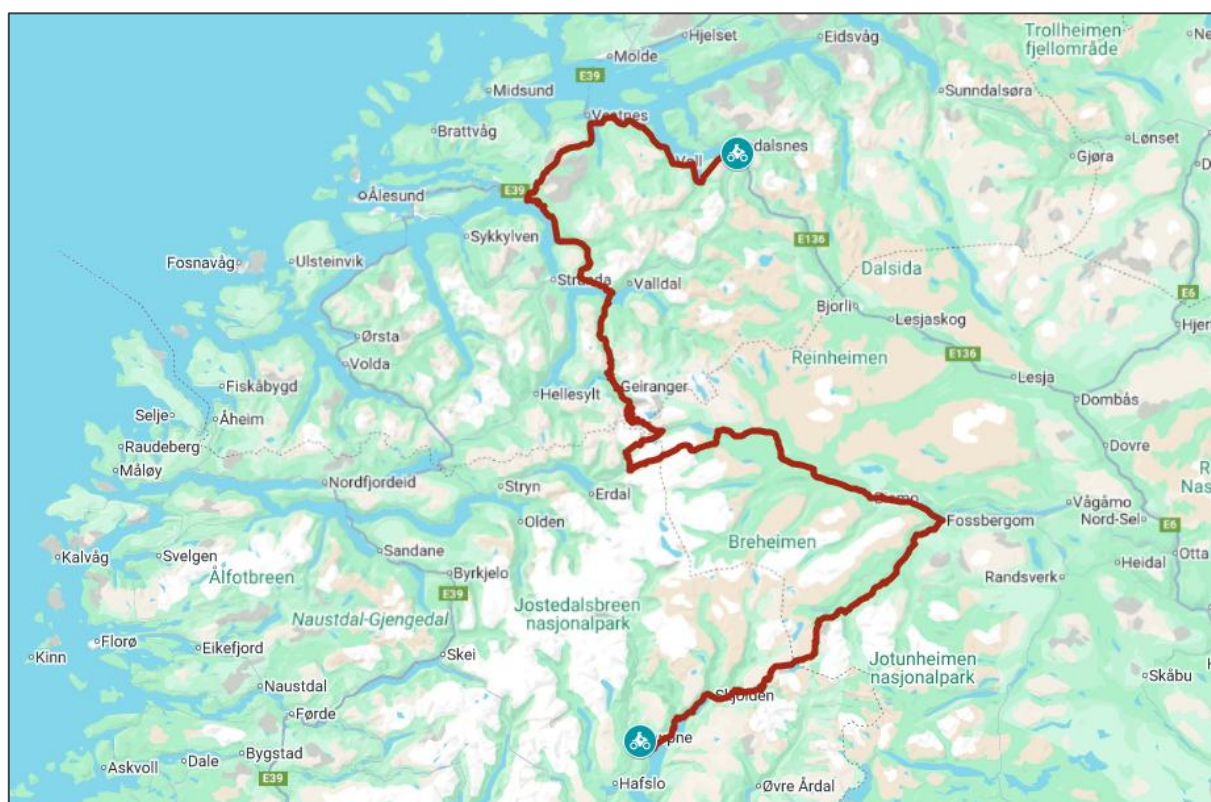 Molde
Hjelset
Eidsvåg
Trollheimen
fjellområde
Ne
E39
Midsund
Sunndalsøra
Brattvåg
Lønset
Gjøra
dalsnes
E39
Ålesund
Sykkylven
E136
Dalsida
Fosnavåg
Ulsteinvik
Valldal
Bjorli
Lesjaskog
E6
Hjer
Ørsta
Volda
Reinheimen
E136
Lesja
Dombås
Fiskåbygd
Hellesylt
Geiranger
Selje
Åheim
Raudeberg
Dovre
Måløy
Nordfjordeid
Stryn
Erdal
Nas
Vågåmo
Olden
Fossbergom
Nord-Sel
E6
Kalvåg
Svelgen
Sandane
Breheimen
Otta
Heidal
Ålfotbreen
Byrkjelo
Randsverk
E39
Jostedalsbreen
nasjonalpark
Naustdal-Gjengedal
Florø
Eikefjord
Kinn
Skei
Jotunheimen
nasjonalpark
Skåbu
Naustdal
Skjolden
Førde
Bygstad
Dale
Askvoll
E39
Hafslo
Øvre Årdal